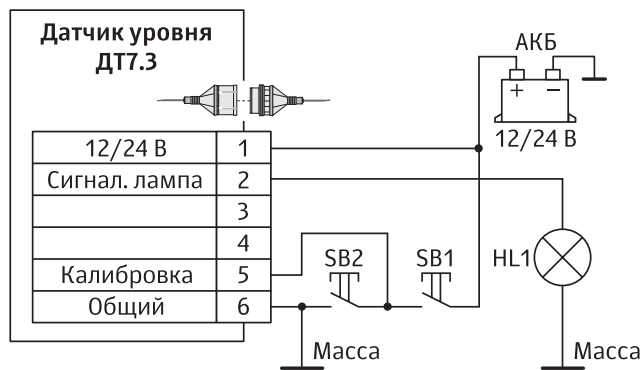 Датчик уровня
ДТ7.3
АКБ
+ −
12/24 В
12/24 В 1
Сигнал. лампа 2
3
4
Калибровка 5
Общий 6
SB2
SB1
HL1
Масса
Масса